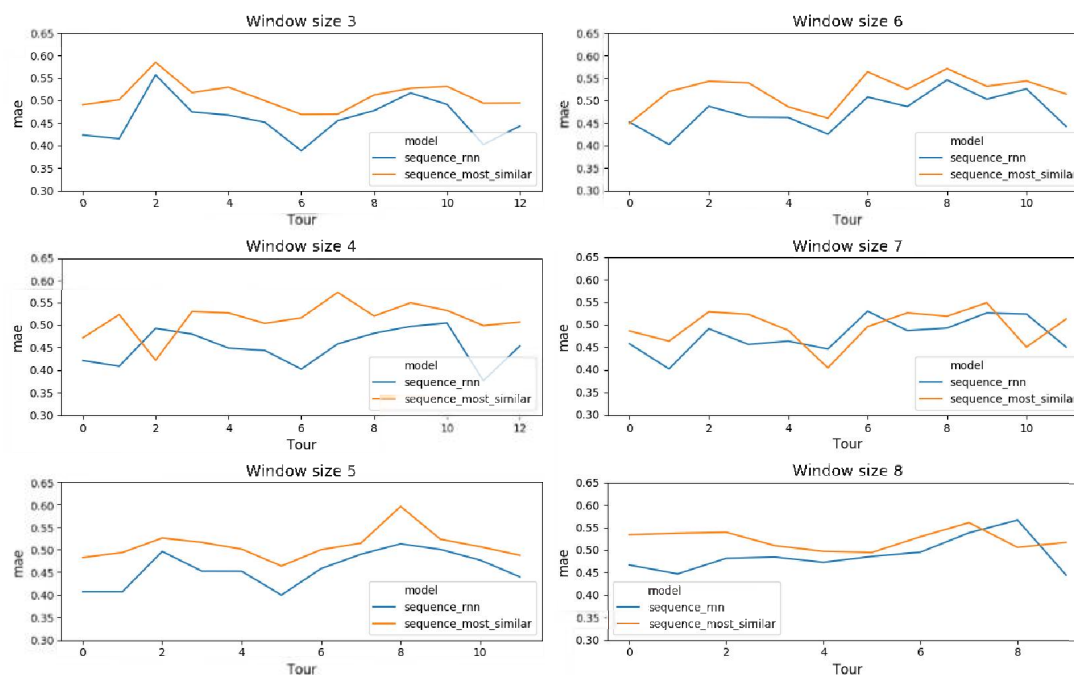 Window size 3
0.65
0.60
0.55
0.50
0.45
0.40
0.35
0.30
mae
model
sequence_rnn
sequence_most_similar
0 2 4 6 8 10 12
Tour
Window size 6
0.65
0.60
0.55
0.50
0.45
0.40
0.35
0.30
mae
model
sequence_rnn
sequence_most_similar
0 2 4 6 8 10
Tour
Window size 4
0.65
0.60
0.55
0.50
0.45
0.40
0.35
0.30
mae
model
sequence_rnn
sequence_most_similar
0 2 4 6 8 10 12
Tour
Window size 7
0.65
0.60
0.55
0.50
0.45
0.40
0.35
0.30
mae
model
sequence_rnn
sequence_most_similar
0 2 4 6 8 10
Tour
Window size 5
0.65
0.60
0.55
0.50
0.45
0.40
0.35
0.30
mae
model
sequence_rnn
sequence_most_similar
0 2 4 6 8 10
Tour
Window size 8
0.65
0.60
0.55
0.50
0.45
0.40
0.35
0.30
mae
model
sequence_rnn
sequence_most_similar
0 2 4 6 8
Tour